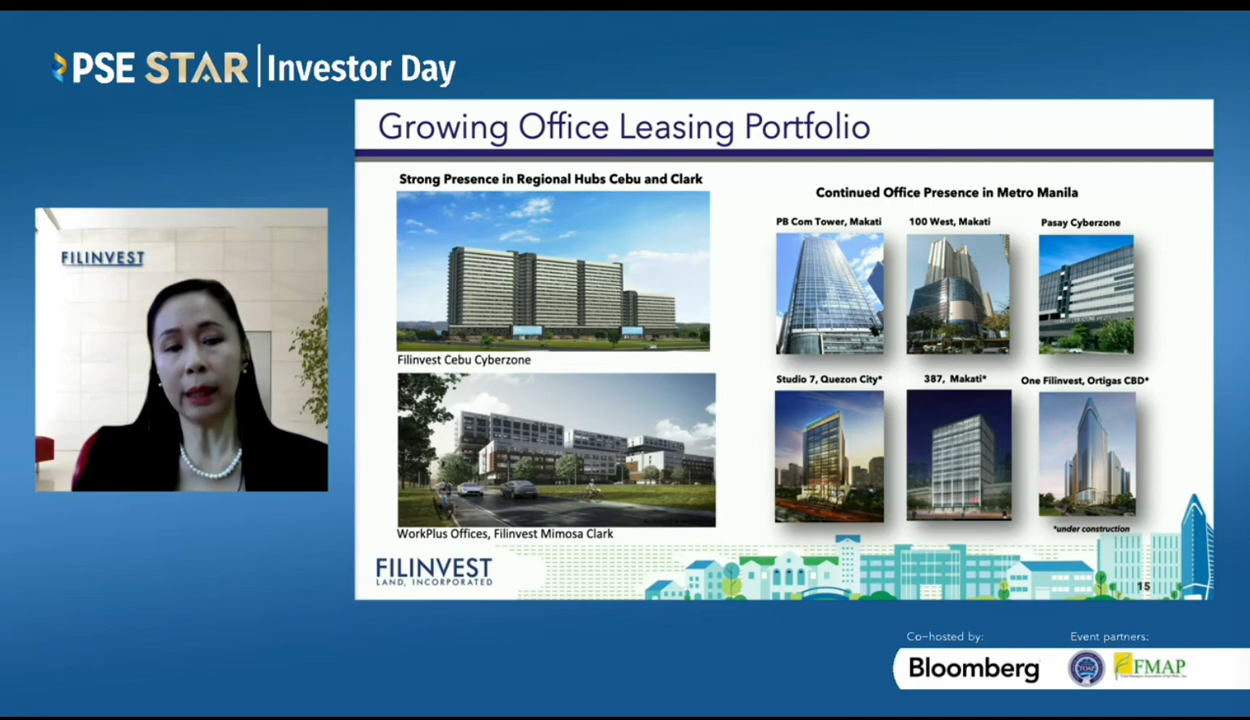 PSE STAR | Investor Day
FILINVEST
Growing Office Leasing Portfolio
Strong Presence in Regional Hubs Cebu and Clark
Filinvest Cebu Cyberzone
WorkPlus Offices, Filinvest Mimosa Clark
Continued Office Presence in Metro Manila
PB Com Tower, Makati
100 West, Makati
Pasay Cyberzone
Studio 7, Quezon City*
387, Makati*
One Filinvest, Ortigas CBD*
*under construction
FILINVEST
LAND, INCORPORATED
15
Co-hosted by:
Bloomberg
Event partners:
FMAP